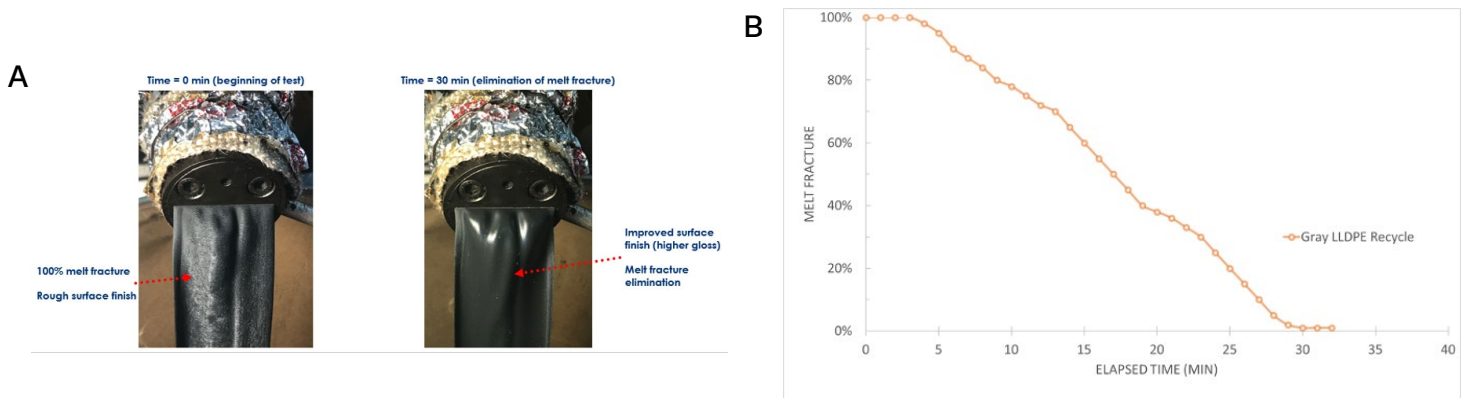 A
Time = 0 min (beginning of test)
Time = 30 min (elimination of melt fracture)
100% melt fracture
Rough surface finish
Improved surface
finish (higher gloss)
Melt fracture
elimination
B
100%
80%
60%
40%
20%
0%
MELT FRACTURE
0 5 10 15 20 25 30 35 40
ELAPSED TIME (MIN)
Gray LLDPE Recycle